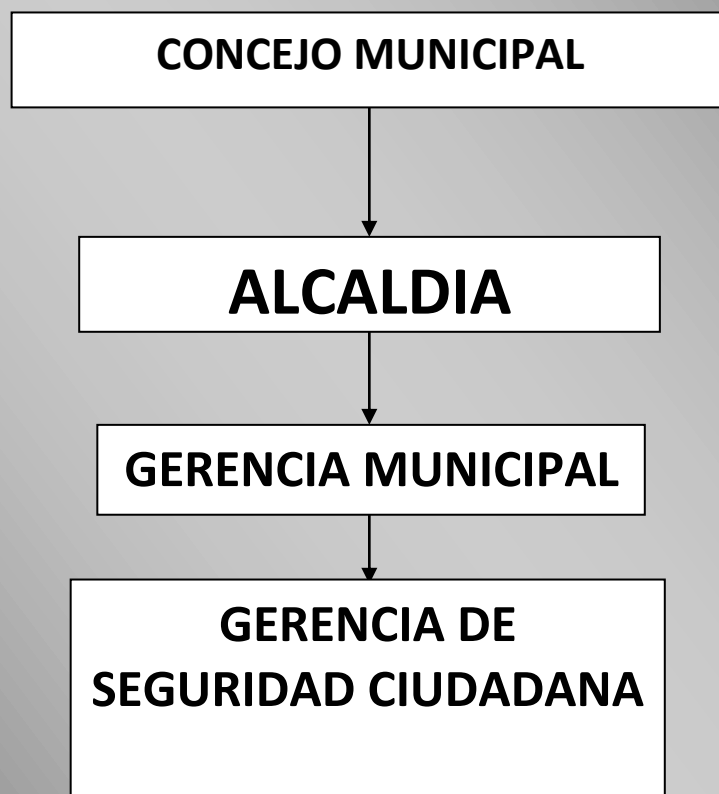 CONCEJO MUNICIPAL
ALCALDIA
GERENCIA MUNICIPAL
GERENCIA DE
SEGURIDAD CIUDADANA